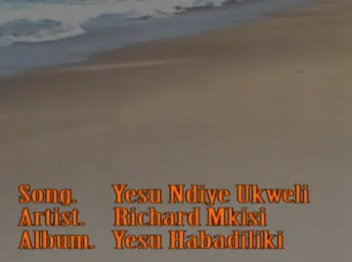 Song. Yesu Ndiye Ukweli
Artist. Richard Mkisi
Album. Yesu Habadiliki